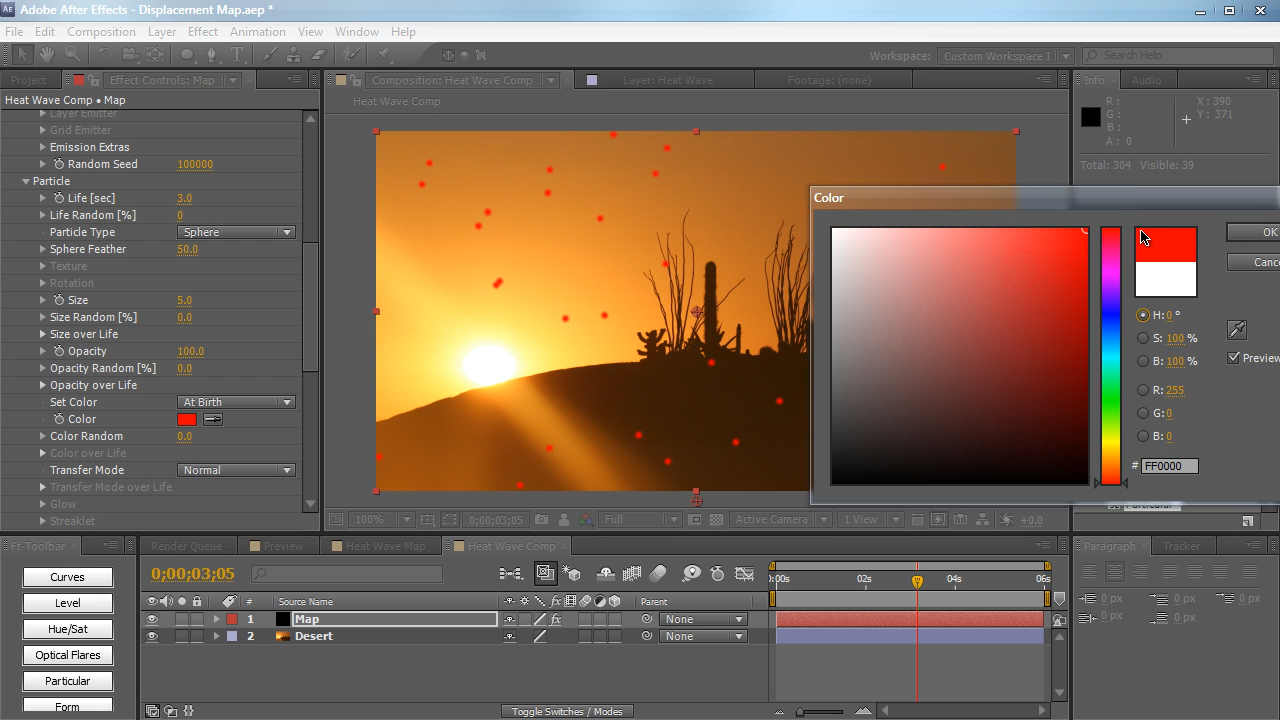 Adobe After Effects - Displacement Map.aep *
File Edit Composition Layer Effect Animation View Window Help
Workspace: Custom Workspace Search Help
Project Effect Controls: Map Composition: Heat Wave Comp Layer: Heat Wave Footage: (none) Info Audio
Heat Wave Comp • Map
Heat Wave Comp
R :
G :
B :
A : 0
X : 390
Y : 371
Total: 304 Visible: 39
Layer Emitter
Grid Emitter
Emission Extras
Random Seed 100000
Particle
Life [sec] 3.0
Life Random [%] 0
Particle Type Sphere
Sphere Feather 50.0
Texture
Rotation
Size 5.0
Size Random [%] 0.0
Size over Life
Opacity 100.0
Opacity Random [%] 0.0
Opacity over Life
Set Color At Birth
Color
Color Random 0.0
Color over Life
Transfer Mode Normal
Transfer Mode over Life
Glow
Streaklet
Color
OK
H: 0 °
S: 100 %
B: 100 %
R: 255
G: 0
B: 0
# FF0000
Preview
100% 0;00;03;05 Full Active Camera 1 View +0.0
Ft-Toolbar
Curves
Level
Hue/Sat
Optical Flares
Particular
Form
Render Queue Preview Heat Wave Map Heat Wave Comp
0;00;03;05 02s 04s 06s
# Source Name Parent
1 Map None
2 Desert None
Toggle Switches / Modes
Paragraph Tracker
0 px 0 px 0 px
0 px 0 px